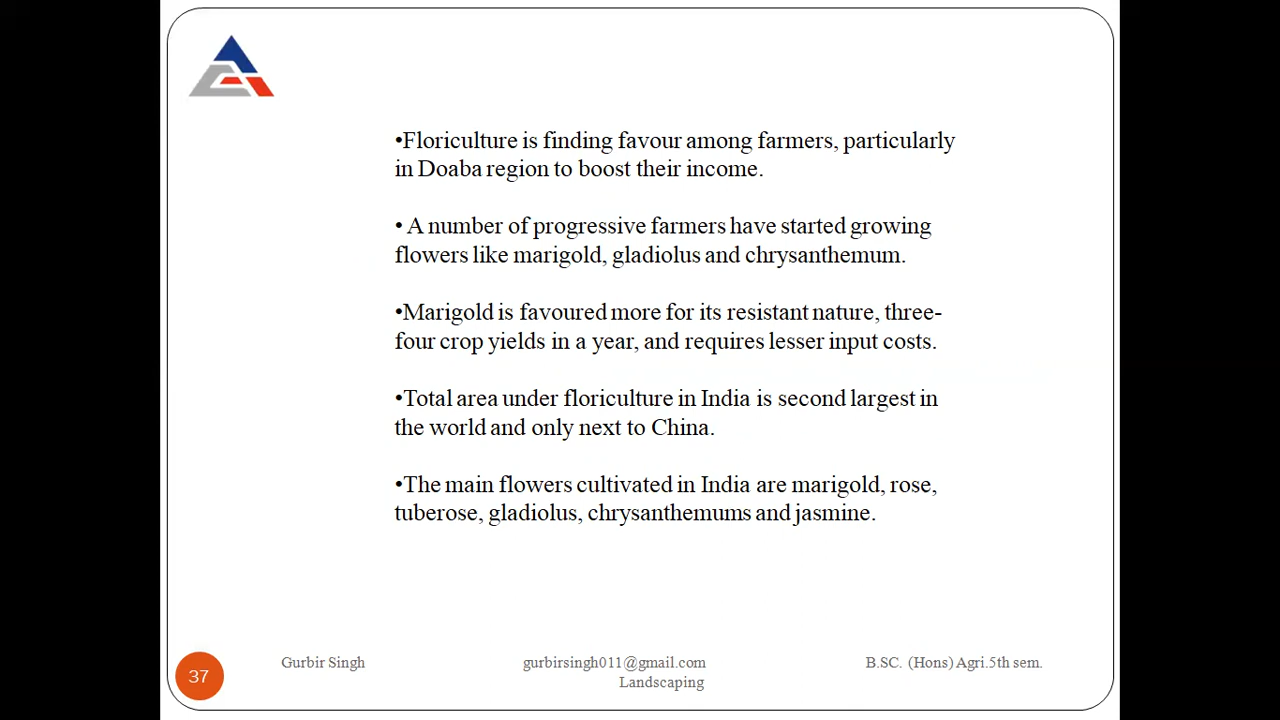 •Floriculture is finding favour among farmers, particularly
in Doaba region to boost their income.
• A number of progressive farmers have started growing
flowers like marigold, gladiolus and chrysanthemum.
•Marigold is favoured more for its resistant nature, three-
four crop yields in a year, and requires lesser input costs.
•Total area under floriculture in India is second largest in
the world and only next to China.
•The main flowers cultivated in India are marigold, rose,
tuberose, gladiolus, chrysanthemums and jasmine.
37
Gurbir Singh
gurbirsingh011@gmail.com
Landscaping
B.SC. (Hons) Agri.5th sem.